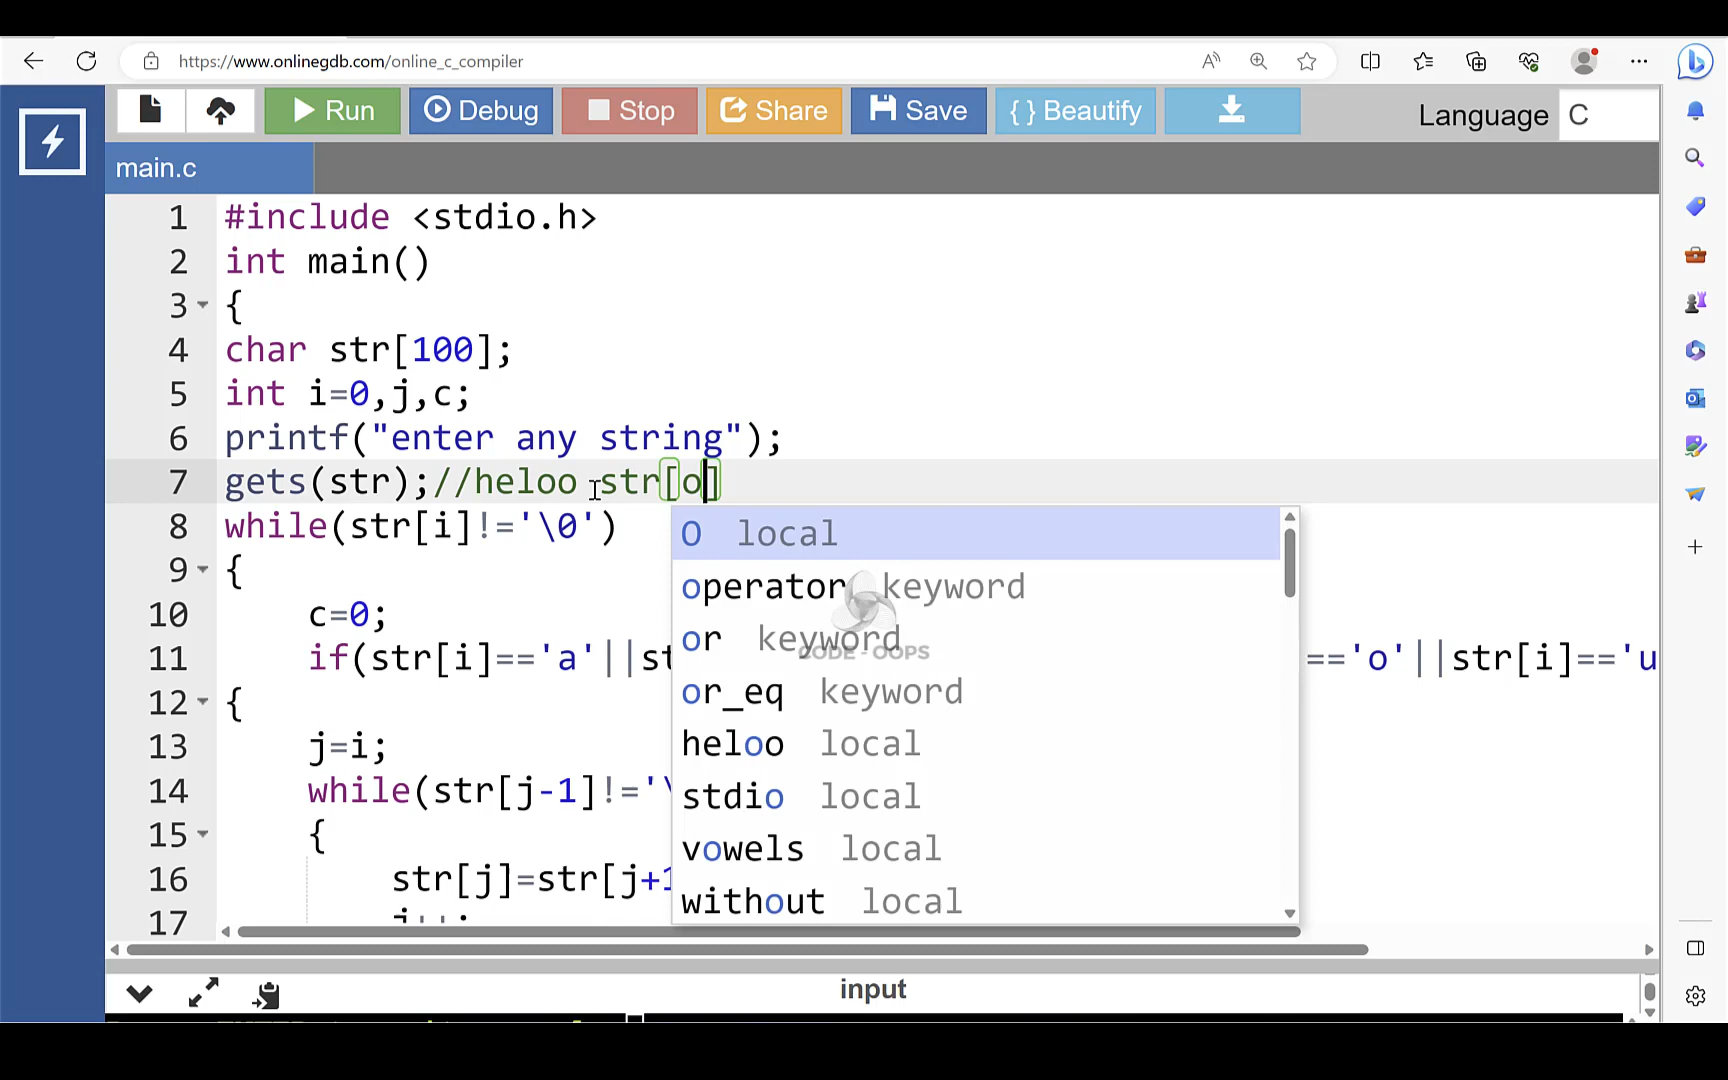 https://www.onlinegdb.com/online_c_compiler
Run Debug Stop Share Save { } Beautify Language C
main.c
1 #include <stdio.h>
2 int main()
3 {
4 char str[100];
5 int i=0,j,c;
6 printf("enter any string");
7 gets(str);//heloo str[o]
8 while(str[i]!='\0')
O local
9 {
operator keyword
10 c=0;
or keyword
CODE - OOPS
11 if(str[i]=='a'||st =='o'||str[i]=='u
12 {
or_eq keyword
13 j=i;
heloo local
14 while(str[j-1]!='\
stdio local
15 {
vowels local
16 str[j]=str[j+1
without local
17 j++;
input